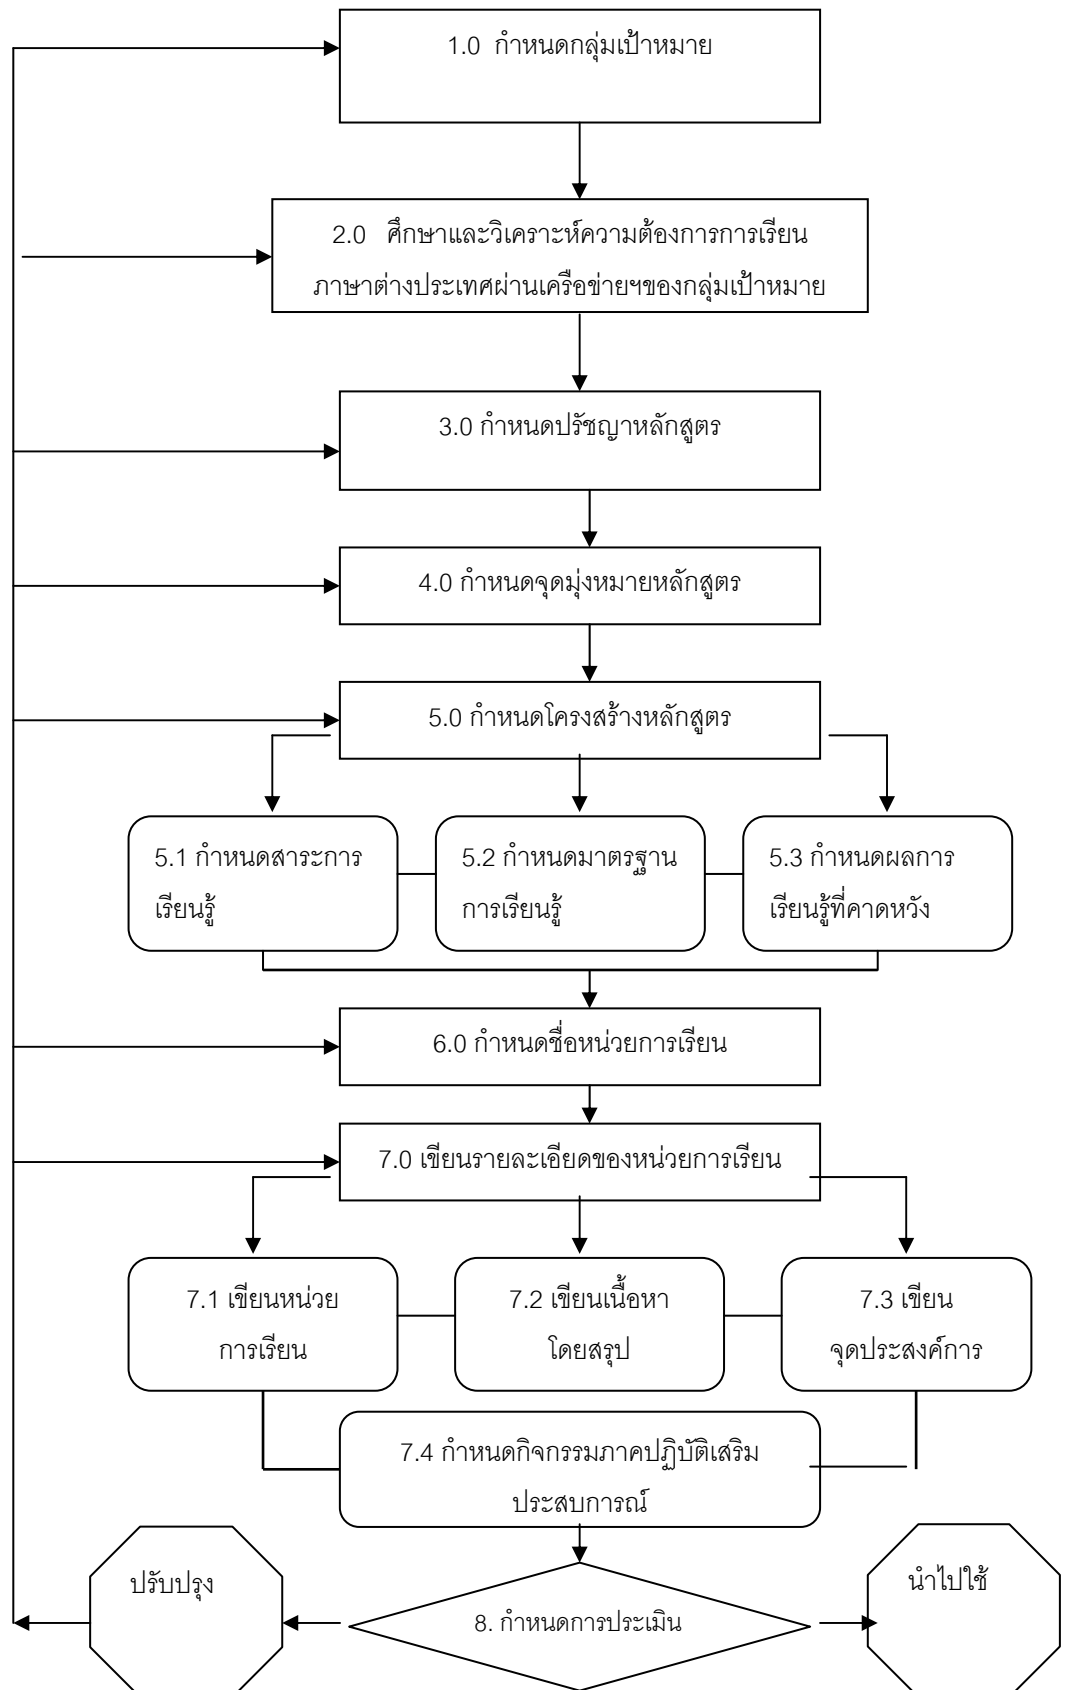 1.0 กำหนดกลุ่มเป้าหมาย
2.0 ศึกษาและวิเคราะห์ความต้องการการเรียน
ภาษาต่างประเทศผ่านเครือข่ายฯของกลุ่มเป้าหมาย
3.0 กำหนดปรัชญาหลักสูตร
4.0 กำหนดจุดมุ่งหมายหลักสูตร
5.0 กำหนดโครงสร้างหลักสูตร
5.1 กำหนดสาระการ
เรียนรู้
5.2 กำหนดมาตรฐาน
การเรียนรู้
5.3 กำหนดผลการ
เรียนรู้ที่คาดหวัง
6.0 กำหนดชื่อหน่วยการเรียน
7.0 เขียนรายละเอียดของหน่วยการเรียน
7.1 เขียนหน่วย
การเรียน
7.2 เขียนเนื้อหา
โดยสรุป
7.3 เขียน
จุดประสงค์การ
7.4 กำหนดกิจกรรมภาคปฏิบัติเสริม
ประสบการณ์
ปรับปรุง
8. กำหนดการประเมิน
นำไปใช้